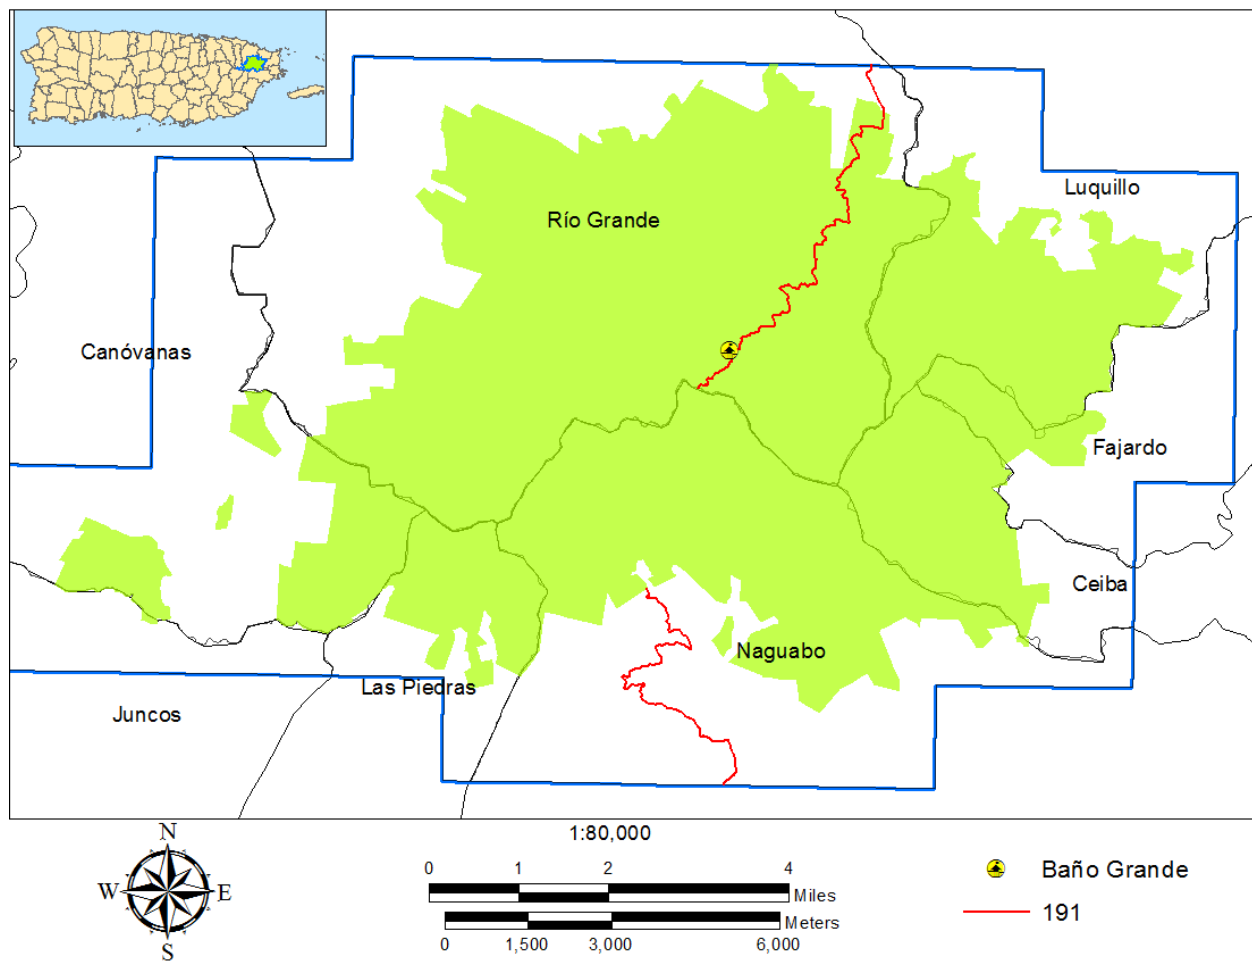 Luquillo
Río Grande
Canóvanas
Fajardo
Ceiba
Naguabo
Las Piedras
Juncos
N
W E
S
1:80,000
0 1 2 4
Miles
Meters
0 1,500 3,000 6,000
Baño Grande
191